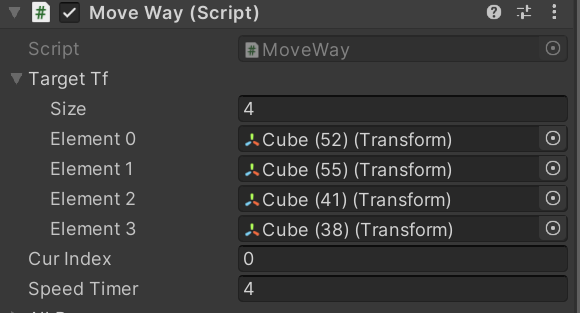 Move Way (Script)
Script MoveWay
Target Tf
Size 4
Element 0 Cube (52) (Transform)
Element 1 Cube (55) (Transform)
Element 2 Cube (41) (Transform)
Element 3 Cube (38) (Transform)
Cur Index 0
Speed Timer 4